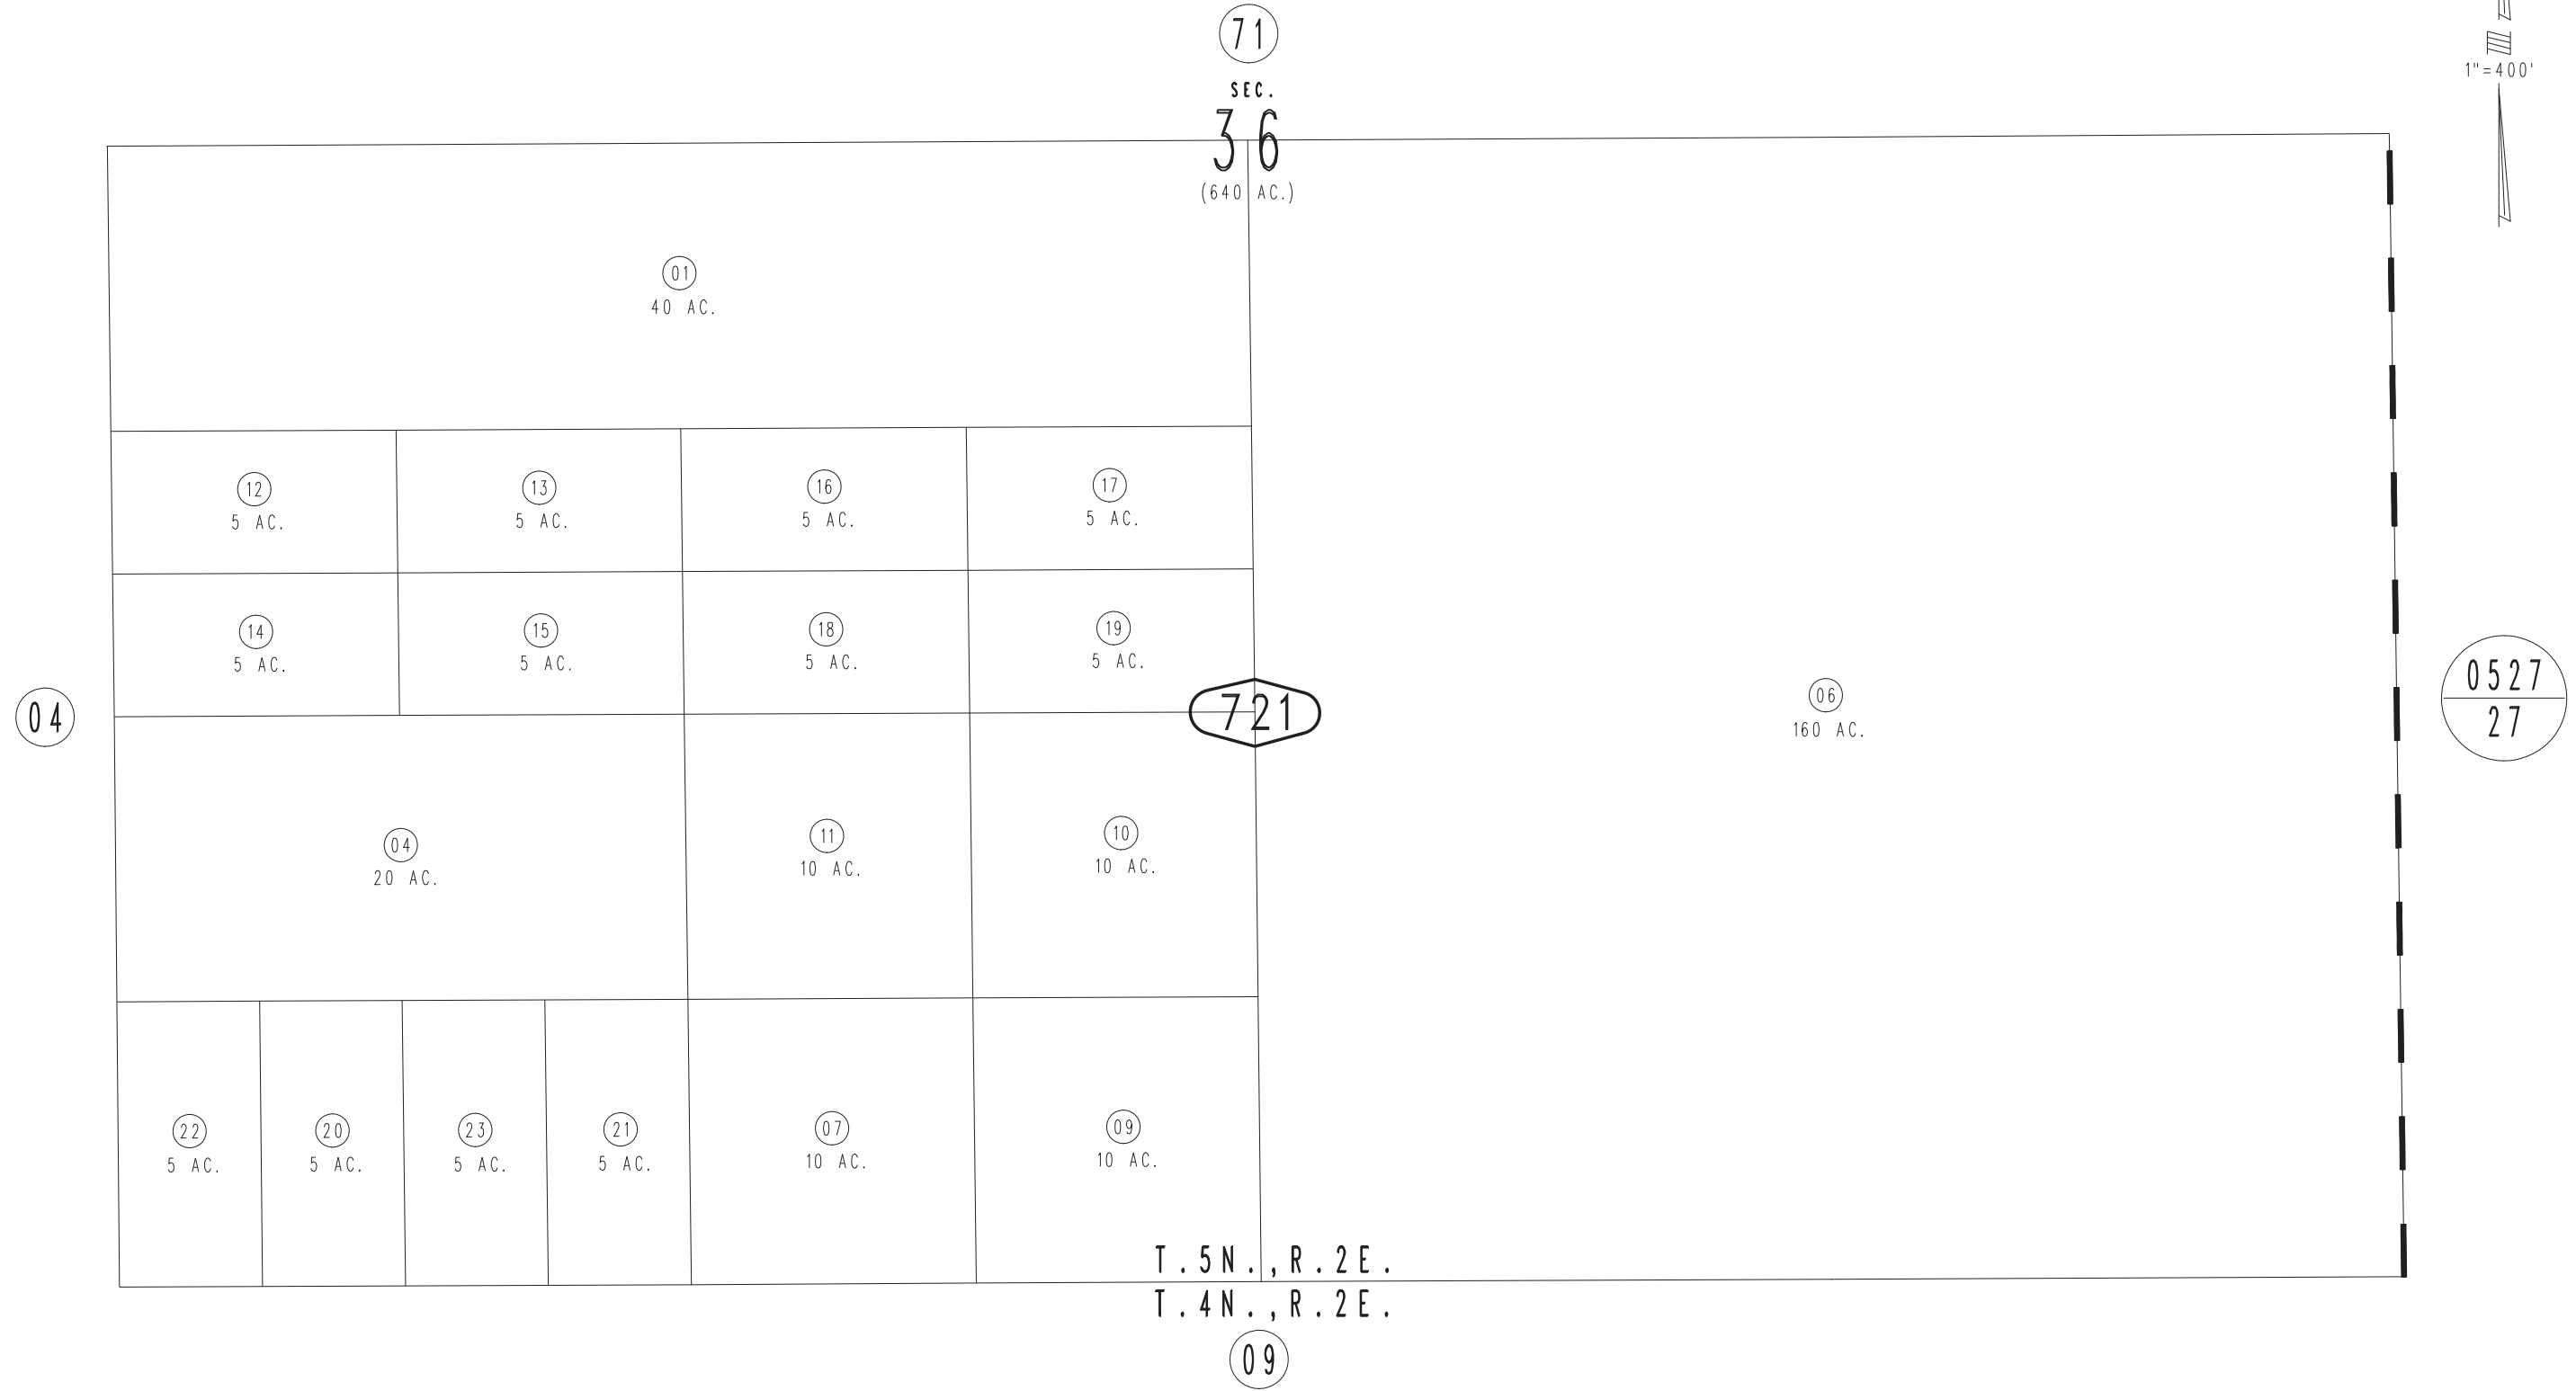 71
SEC.
36
(640 AC.)
1"=400'
01
40 AC.
12
5 AC.
13
5 AC.
16
5 AC.
17
5 AC.
14
5 AC.
15
5 AC.
18
5 AC.
19
5 AC.
04
721
06
160 AC.
0527
27
04
20 AC.
11
10 AC.
10
10 AC.
22
5 AC.
20
5 AC.
23
5 AC.
21
5 AC.
07
10 AC.
09
10 AC.
T.5N.,R.2E.
T.4N.,R.2E.
09